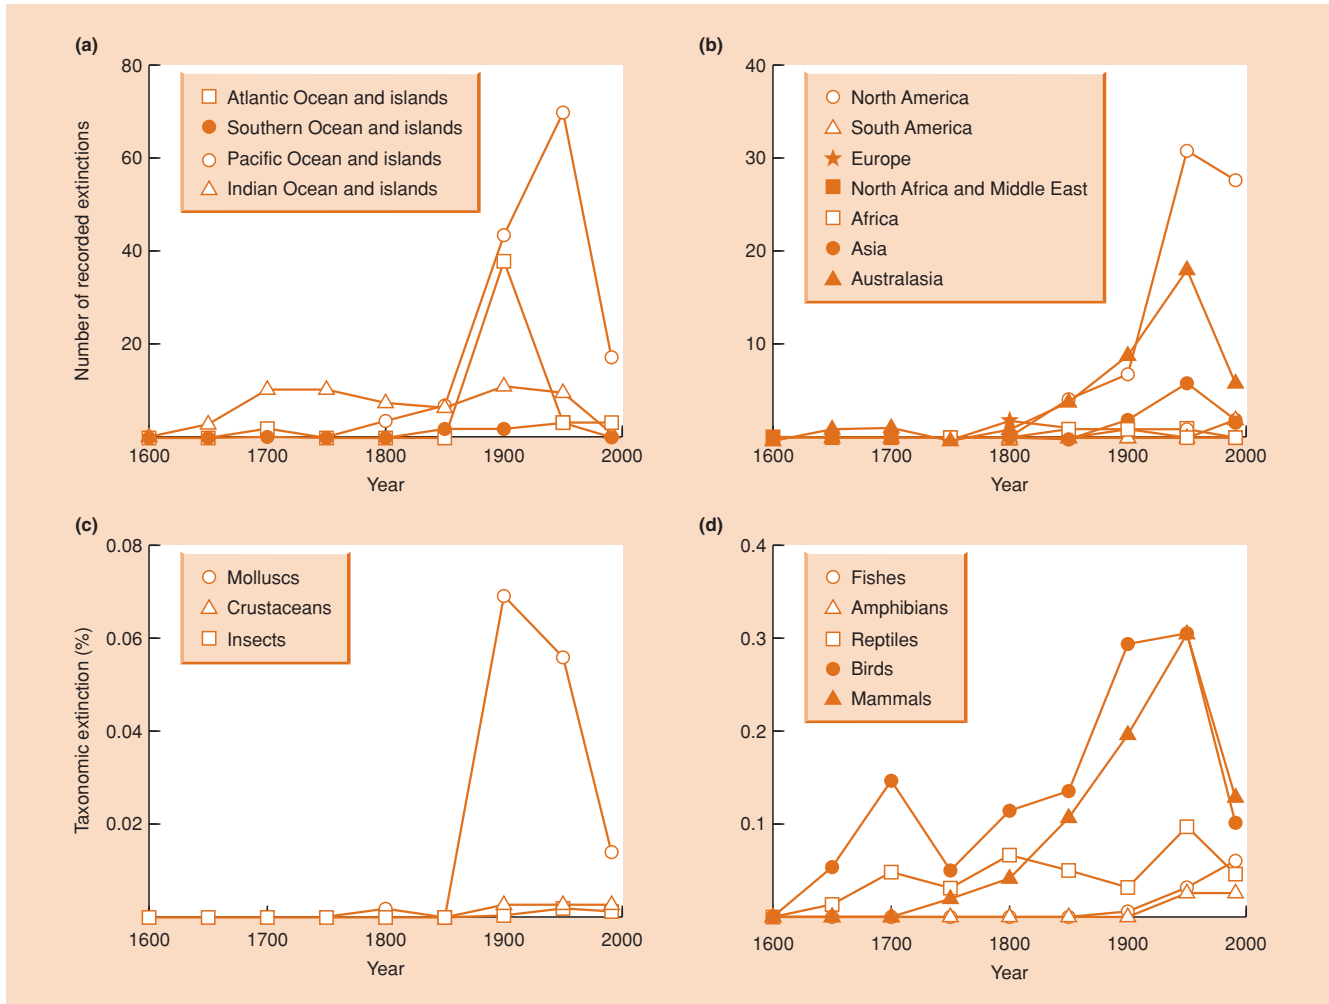 (a)
80
60
40
20
Number of recorded extinctions
Atlantic Ocean and islands
Southern Ocean and islands
Pacific Ocean and islands
Indian Ocean and islands
1600 1700 1800 1900 2000
Year
(b)
40
30
20
10
North America
South America
Europe
North Africa and Middle East
Africa
Asia
Australasia
1600 1700 1800 1900 2000
Year
(c)
0.08
0.06
0.04
0.02
Taxonomic extinction (%)
Molluscs
Crustaceans
Insects
1600 1700 1800 1900 2000
Year
(d)
0.4
0.3
0.2
0.1
Fishes
Amphibians
Reptiles
Birds
Mammals
1600 1700 1800 1900 2000
Year